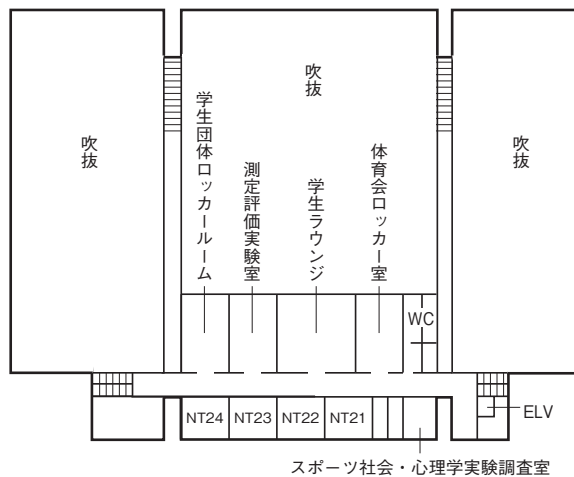 吹抜
吹抜
吹抜
学生団体ロッカールーム
測定評価実験室
学生ラウンジ
体育会ロッカー室
WC
NT24
NT23
NT22
NT21
ELV
スポーツ社会・心理学実験調査室